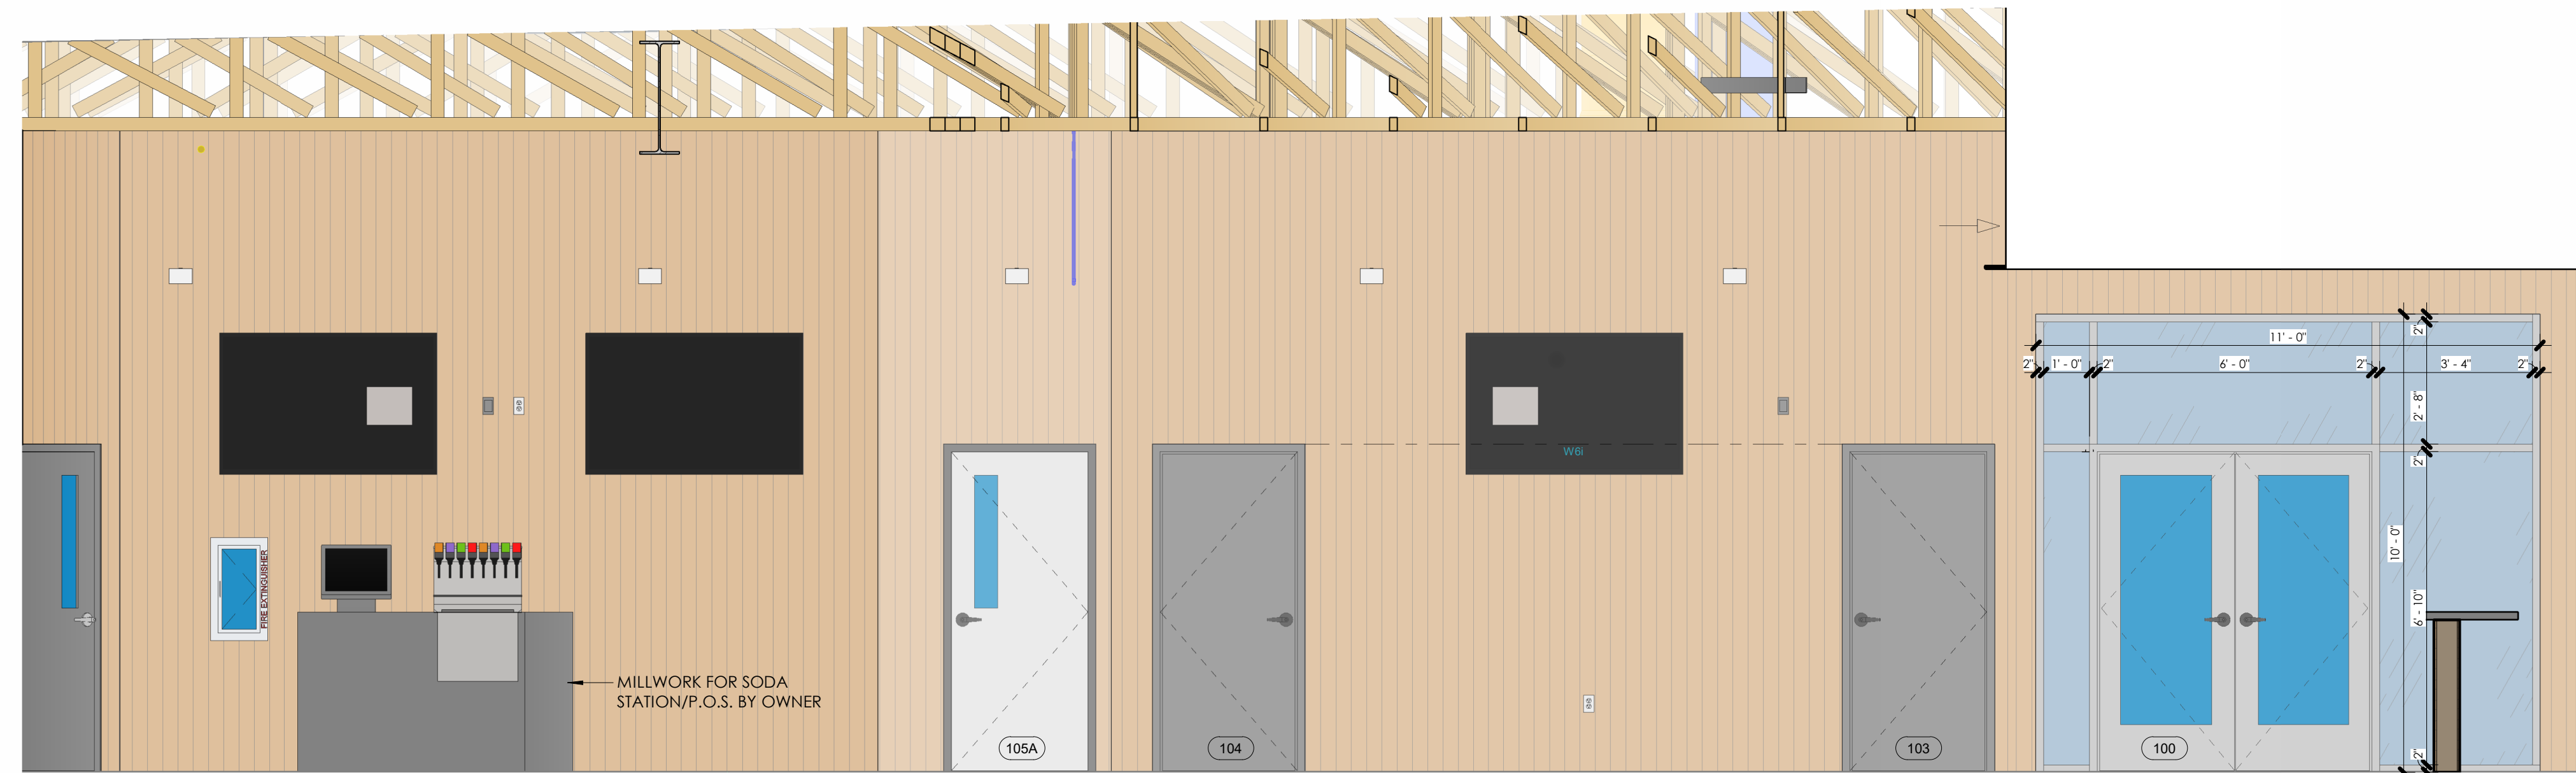 11' - 0"
2"
1' - 0"
2"
6' - 0"
2"
3' - 4"
2"
2"
2' - 8"
2"
10' - 0"
6' - 10"
2"
W6i
FIRE EXTINGUISHER
MILLWORK FOR SODA
STATION/P.O.S. BY OWNER
105A
104
103
100